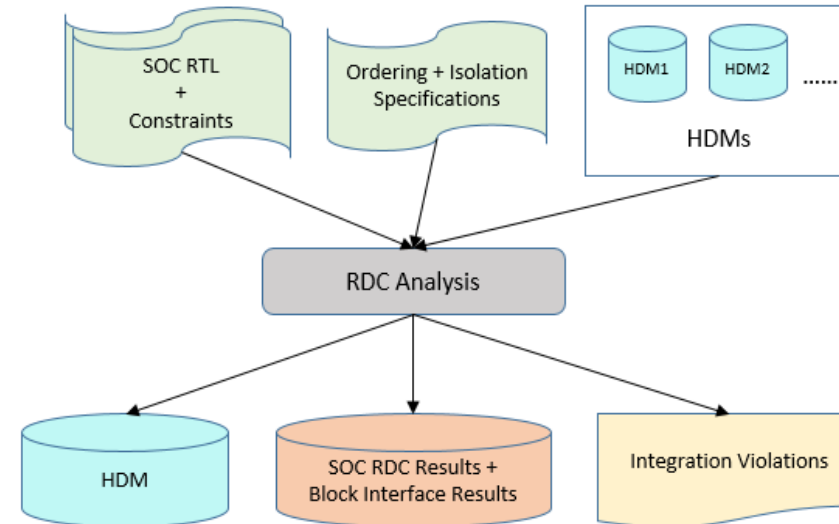 SOC RTL
+
Constraints
Ordering + Isolation
Specifications
HDM1
HDM2
......
HDMs
RDC Analysis
HDM
SOC RDC Results +
Block Interface Results
Integration Violations